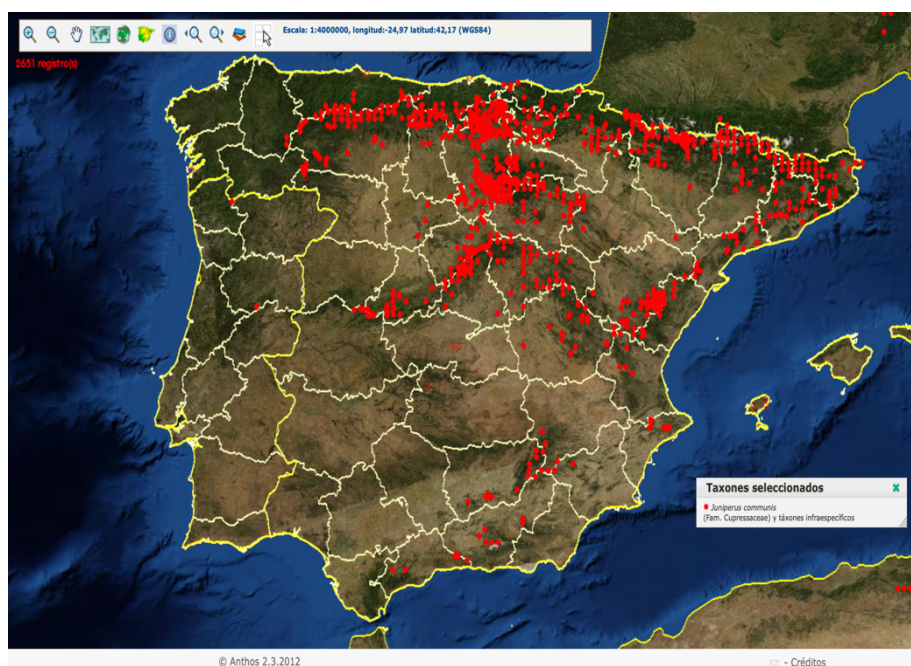 Escala: 1:4000000, longitud:-24,97 latitud:42,17 (WGS84)
2651 registro(s)
Taxones seleccionados
Juniperus communis
(Fam. Cupressaceae) y táxones infraespecíficos
© Anthos 2.3.2012
- Créditos